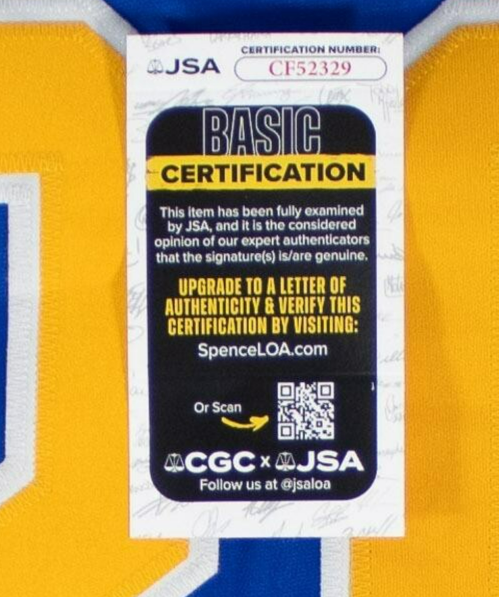 JSA
CERTIFICATION NUMBER:
CF52329
BASIC
CERTIFICATION
This item has been fully examined
by JSA, and it is the considered
opinion of our expert authenticators
that the signature(s) is/are genuine.
UPGRADE TO A LETTER OF
AUTHENTICITY & VERIFY THIS
CERTIFICATION BY VISITING:
SpenceLOA.com
Or Scan
CGC x JSA
Follow us at @jsaloa